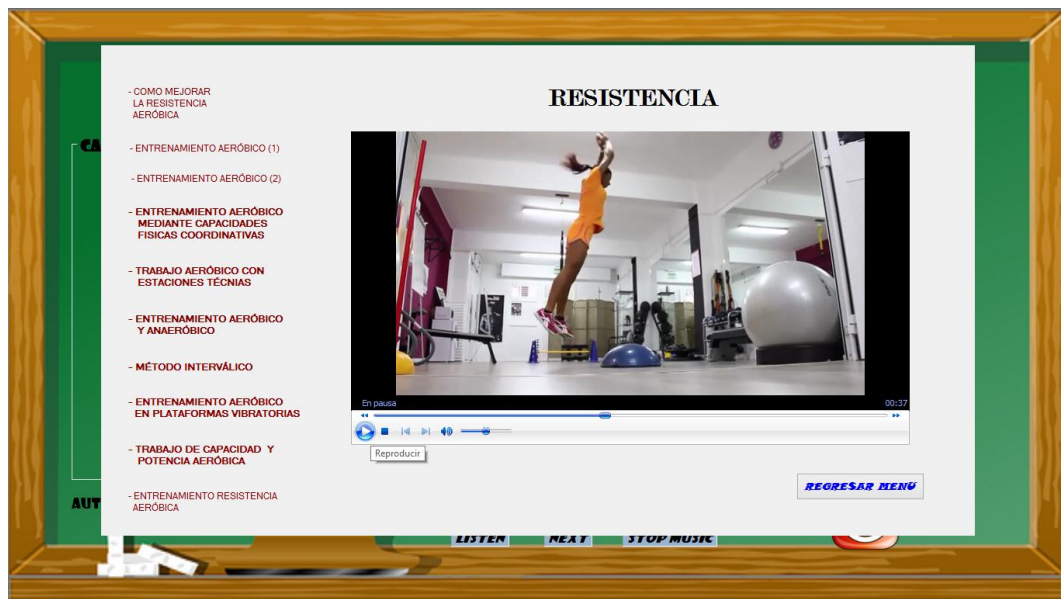 - COMO MEJORAR
LA RESISTENCIA
AERÓBICA
- ENTRENAMIENTO AERÓBICO (1)
- ENTRENAMIENTO AERÓBICO (2)
- ENTRENAMIENTO AERÓBICO
MEDIANTE CAPACIDADES
FISICAS COORDINATIVAS
- TRABAJO AERÓBICO CON
ESTACIONES TÉCNIAS
- ENTRENAMIENTO AERÓBICO
Y ANAERÓBICO
- MÉTODO INTERVÁLICO
- ENTRENAMIENTO AERÓBICO
EN PLATAFORMAS VIBRATORIAS
- TRABAJO DE CAPACIDAD Y
POTENCIA AERÓBICA
- ENTRENAMIENTO RESISTENCIA
AERÓBICA
RESISTENCIA
En pausa
00:37
Reproducir
REGRESAR MENÚ
CA
AUT
LISTEN
NEXT
STOP MUSIC